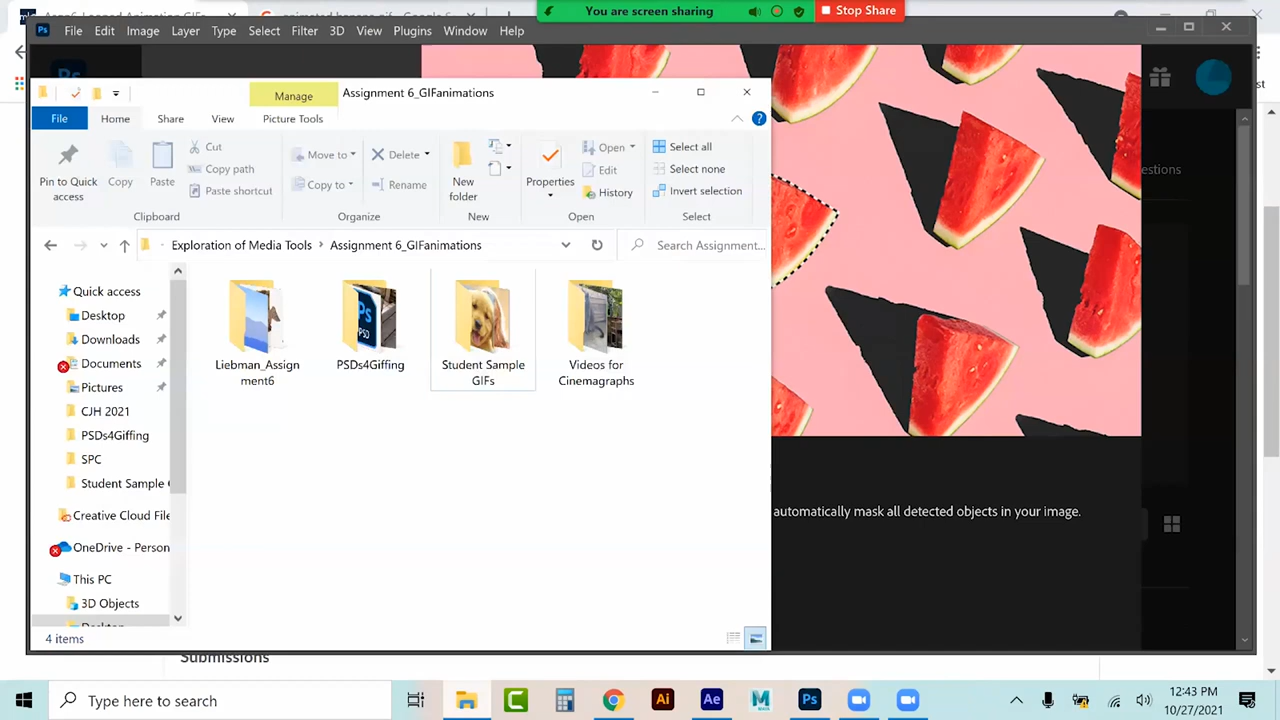 You are screen sharing
Stop Share
Ps File Edit Image Layer Type Select Filter 3D View Plugins Window Help
Manage Assignment 6_GIFanimations
File Home Share View Picture Tools
Pin to Quick access
Copy
Paste
Cut
Copy path
Paste shortcut
Clipboard
Move to
Copy to
Delete
Rename
Organize
New folder
New
Properties
Open
Edit
History
Open
Select all
Select none
Invert selection
Select
Exploration of Media Tools > Assignment 6_GIFanimations
Search Assignment...
Quick access
Desktop
Downloads
Documents
Pictures
CJH 2021
PSDs4Giffing
SPC
Student Sample
Creative Cloud File
OneDrive - Person
This PC
3D Objects
Liebman_Assign
ment6
PSDs4Giffing
Student Sample
GIFs
Videos for
Cinemagraphs
4 items
estions
automatically mask all detected objects in your image.
Submissions
Type here to search
Ai
Ae
M
Ps
12:43 PM
10/27/2021